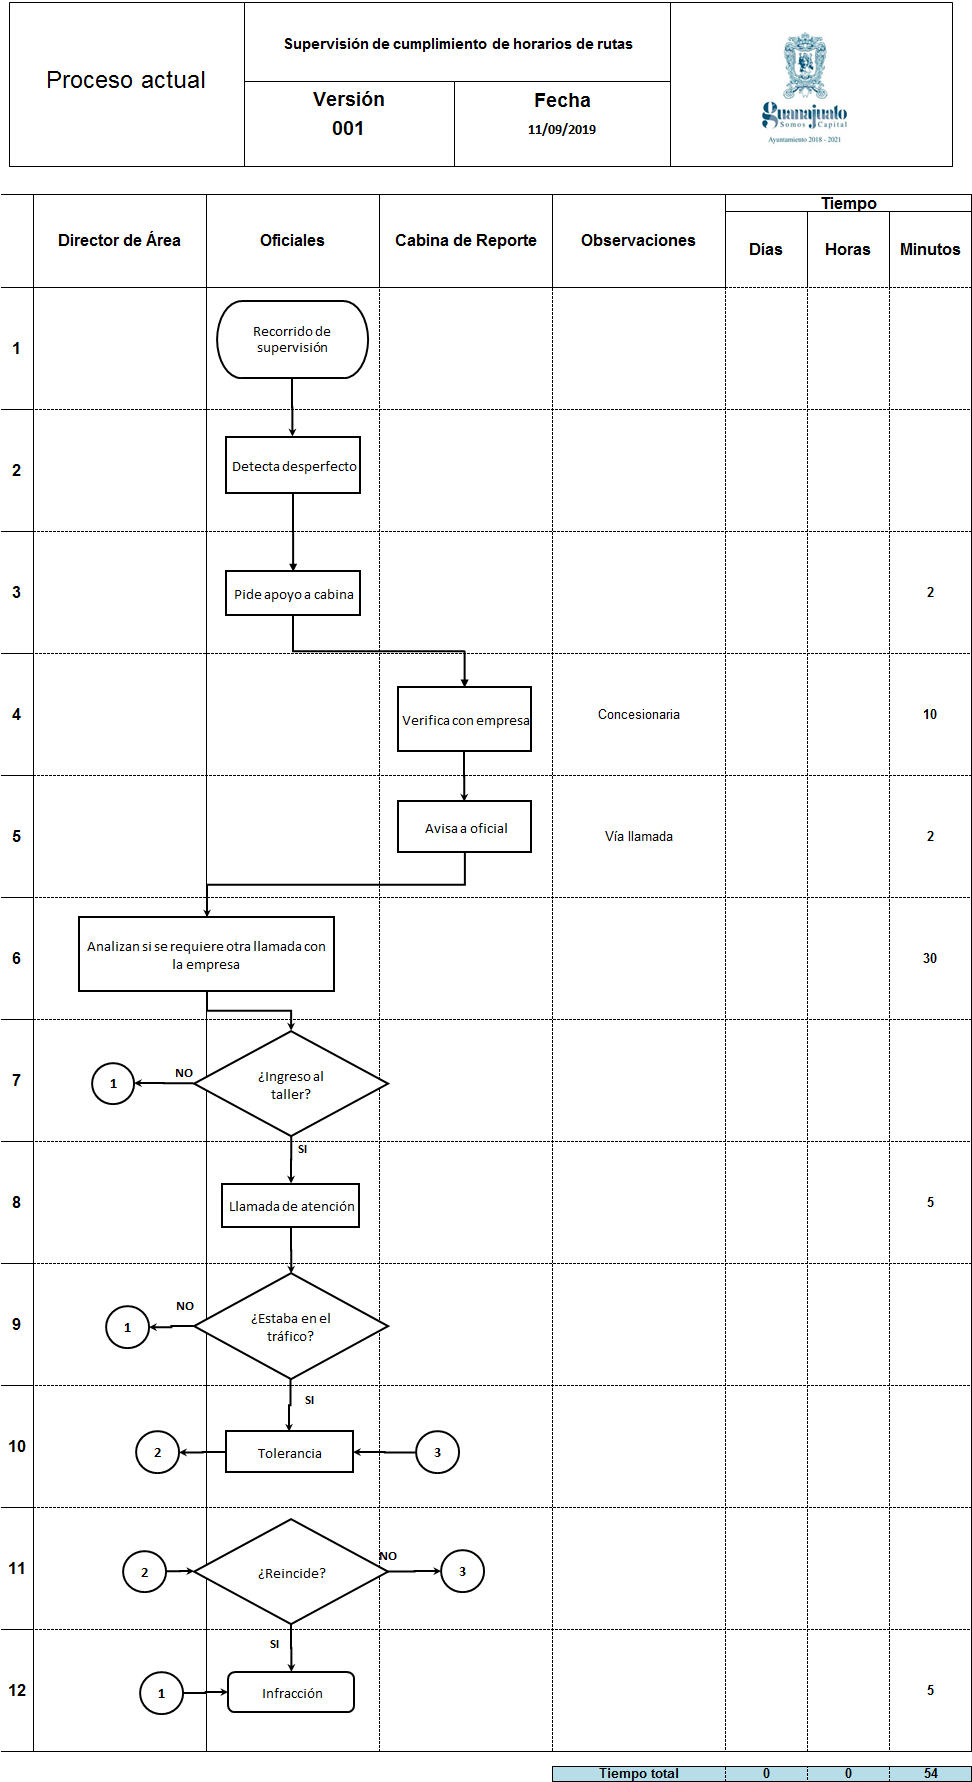 Proceso actual
Supervisión de cumplimiento de horarios de rutas
Versión
001
Fecha
11/09/2019
guanajuato
Somos Capital
Ayuntamiento 2018 - 2021
Director de Área
Oficiales
Cabina de Reporte
Observaciones
Tiempo
Días
Horas
Minutos
1
Recorrido de
supervisión
2
Detecta desperfecto
3
Pide apoyo a cabina
2
4
Verifica con empresa
Concesionaria
10
5
Avisa a oficial
Vía llamada
2
6
Analizan si se requiere otra llamada con
la empresa
30
7
1
NO
¿Ingreso al
taller?
SI
8
Llamada de atención
5
9
1
NO
¿Estaba en el
tráfico?
SI
10
2
Tolerancia
3
11
2
¿Reincide?
NO
3
SI
12
1
Infracción
5
Tiempo total
0
0
54